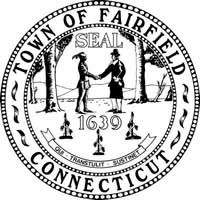 TOWN OF FAIRFIELD
SEAL
1639
QUI TRANSTULIT SUSTINET
CONNECTICUT